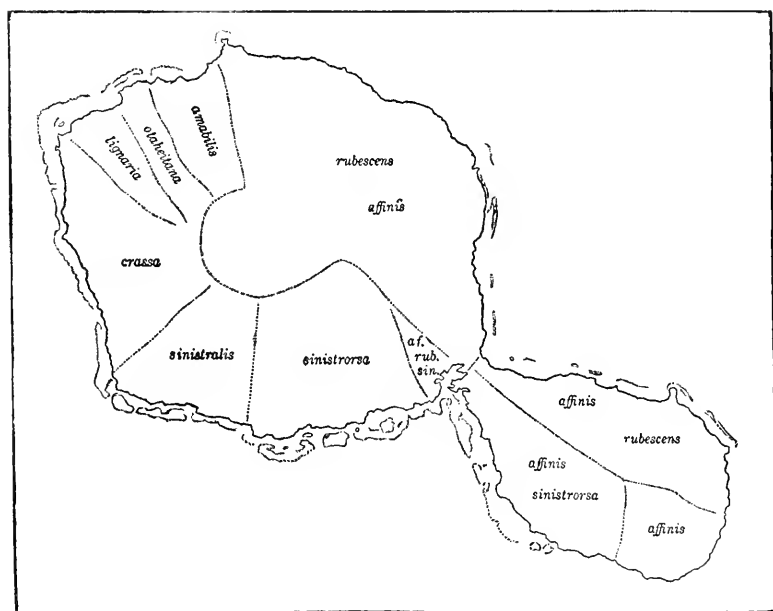 amabilis
otaheitana
lignaria
rubescens
affinis
crassa
sinistralis
sinistrorsa
af.
rub.
sin.
affinis
rubescens
affinis
sinistrorsa
affinis